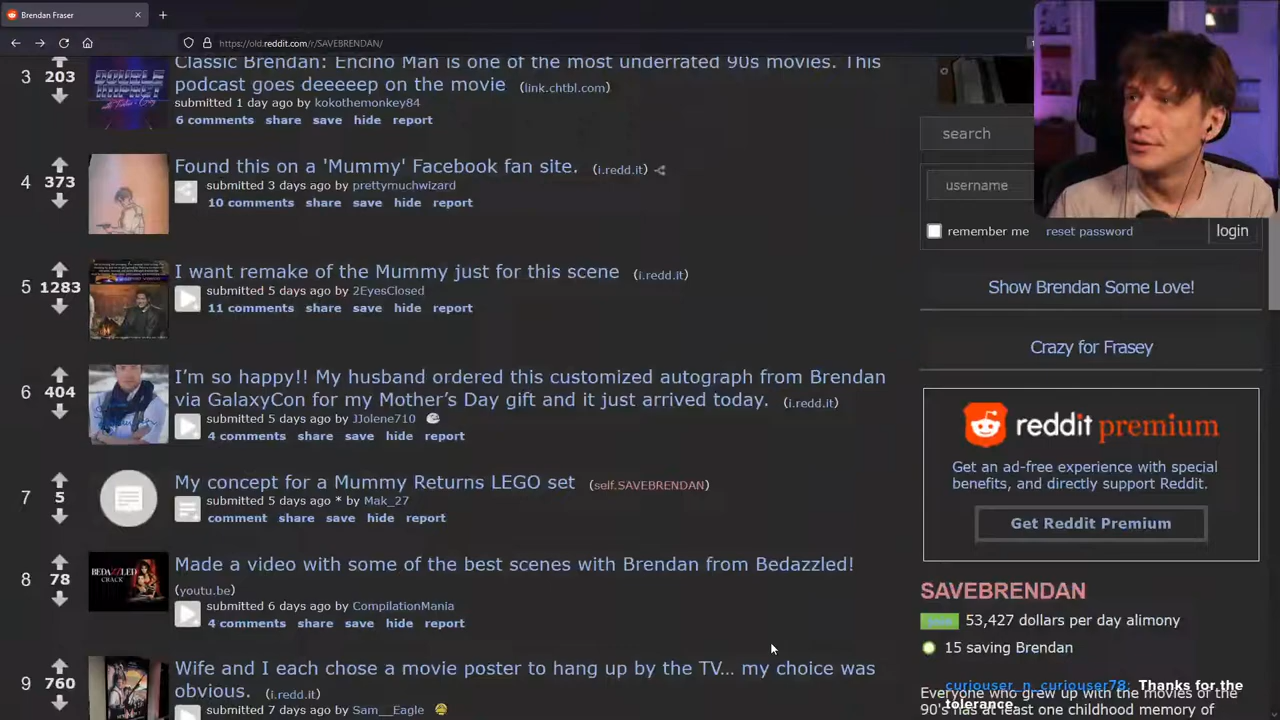 Brendan Fraser
https://old.reddit.com/r/SAVEBRENDAN/
3
203
Classic Brendan: Encino Man is one of the most underrated 90s movies. This
podcast goes deeeeep on the movie (link.chtbl.com)
submitted 1 day ago by kokothemonkey84
6 comments share save hide report
4
373
Found this on a 'Mummy' Facebook fan site. (i.redd.it)
submitted 3 days ago by prettymuchwizard
10 comments share save hide report
5
1283
I want remake of the Mummy just for this scene (i.redd.it)
submitted 5 days ago by 2EyesClosed
11 comments share save hide report
6
404
I'm so happy!! My husband ordered this customized autograph from Brendan
via GalaxyCon for my Mother's Day gift and it just arrived today. (i.redd.it)
submitted 5 days ago by JJolene710
4 comments share save hide report
7
5
My concept for a Mummy Returns LEGO set (self.SAVEBRENDAN)
submitted 5 days ago * by Mak_27
comment share save hide report
8
78
BEDAZZLED
CRACK
Made a video with some of the best scenes with Brendan from Bedazzled!
(youtu.be)
submitted 6 days ago by CompilationMania
4 comments share save hide report
9
760
Wife and I each chose a movie poster to hang up by the TV... my choice was
obvious. (i.redd.it)
submitted 7 days ago by Sam__Eagle
search
username
remember me reset password login
Show Brendan Some Love!
Crazy for Frasey
reddit premium
Get an ad-free experience with special
benefits, and directly support Reddit.
Get Reddit Premium
SAVEBRENDAN
53,427 dollars per day alimony
15 saving Brendan
Everyone who grew up with the movies of the
90's has at least one childhood memory of
curiouser_n_curiouser78: Thanks for the
tolerance.